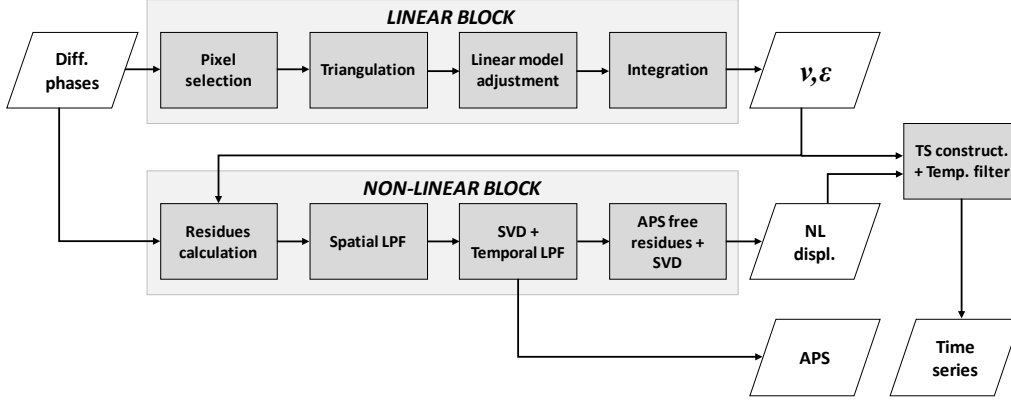 LINEAR BLOCK
Diff.
phases
Pixel
selection
Triangulation
Linear model
adjustment
Integration
ν,ε
TS construct.
+ Temp. filter
NON-LINEAR BLOCK
Residues
calculation
Spatial LPF
SVD +
Temporal LPF
APS free
residues +
SVD
NL
displ.
APS
Time
series